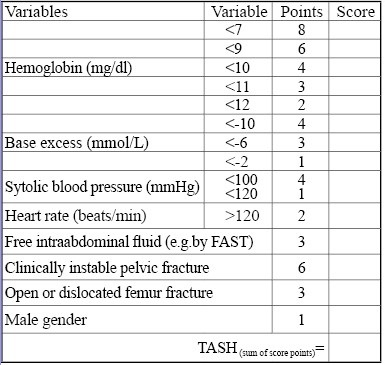 Variables Variable Points Score
<7 8
<9 6
Hemoglobin (mg/dl) <10 4
<11 3
<12 2
<-10 4
Base excess (mmol/L) <-6 3
<-2 1
Sytolic blood pressure (mmHg) <100 4
<120 1
Heart rate (beats/min) >120 2
Free intraabdominal fluid (e.g.by FAST) 3
Clinically instable pelvic fracture 6
Open or dislocated femur fracture 3
Male gender 1
TASH (sum of score points)=